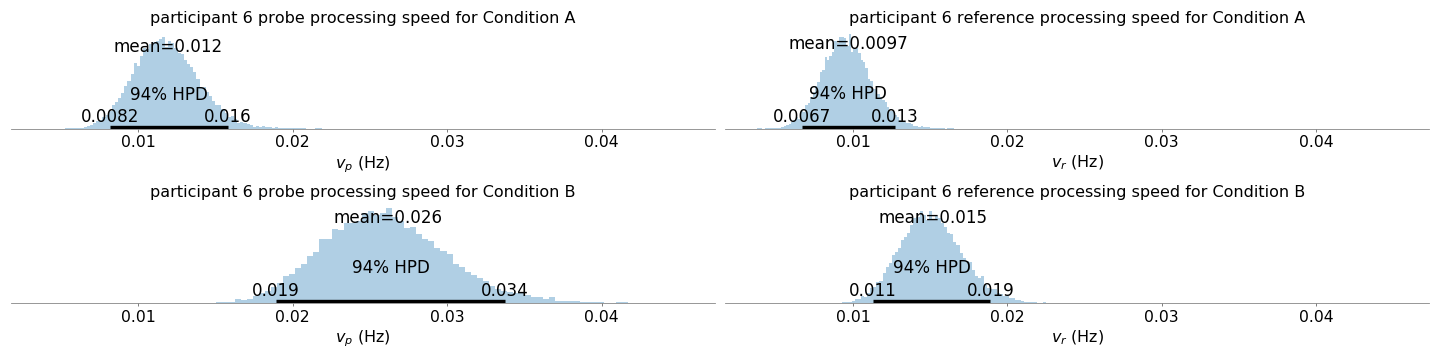 participant 6 probe processing speed for Condition A
mean=0.012
94% HPD
0.0082 0.016
0.01 0.02 0.03 0.04
v_p (Hz)
participant 6 reference processing speed for Condition A
mean=0.0097
94% HPD
0.0067 0.013
0.01 0.02 0.03 0.04
v_r (Hz)
participant 6 probe processing speed for Condition B
mean=0.026
94% HPD
0.019 0.034
0.01 0.02 0.03 0.04
v_p (Hz)
participant 6 reference processing speed for Condition B
mean=0.015
94% HPD
0.011 0.019
0.01 0.02 0.03 0.04
v_r (Hz)